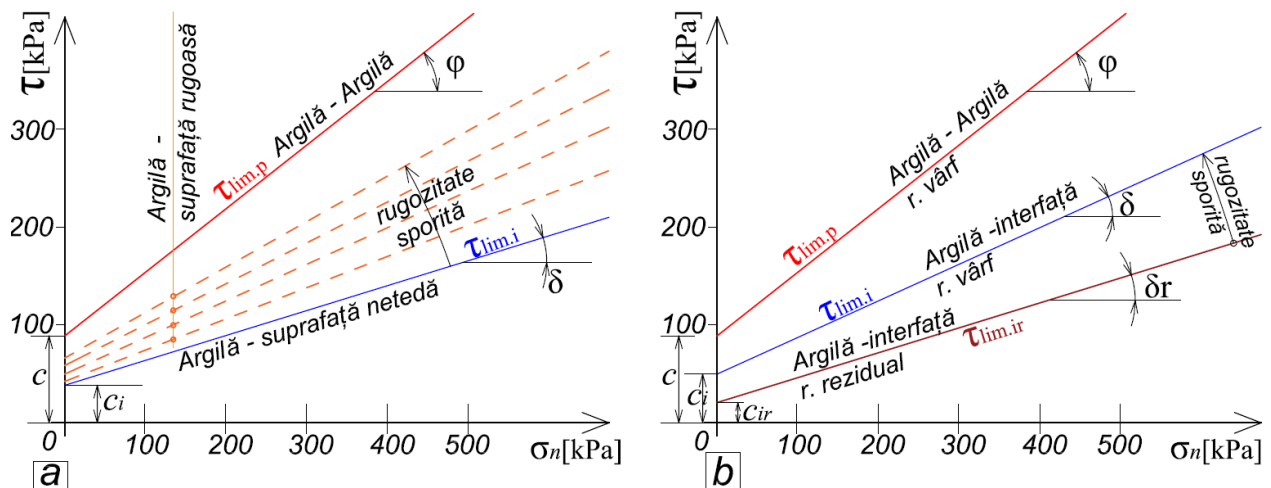 τ[kPa]
300
200
100
0
100
200
300
400
500
σn[kPa]
c
ci
Argilă -
suprafață rugoasă
τlim.p
Argilă - Argilă
φ
rugozitate
sporită
τlim.i
δ
Argilă - suprafață netedă
a
τ[kPa]
300
200
100
0
100
200
300
400
500
σn[kPa]
c
ci
cir
τlim.p
Argilă - Argilă
r. vârf
φ
τlim.i
Argilă -interfață
r. vârf
δ
rugozitate
sporită
Argilă -interfață
r. rezidual
τlim.ir
δr
b